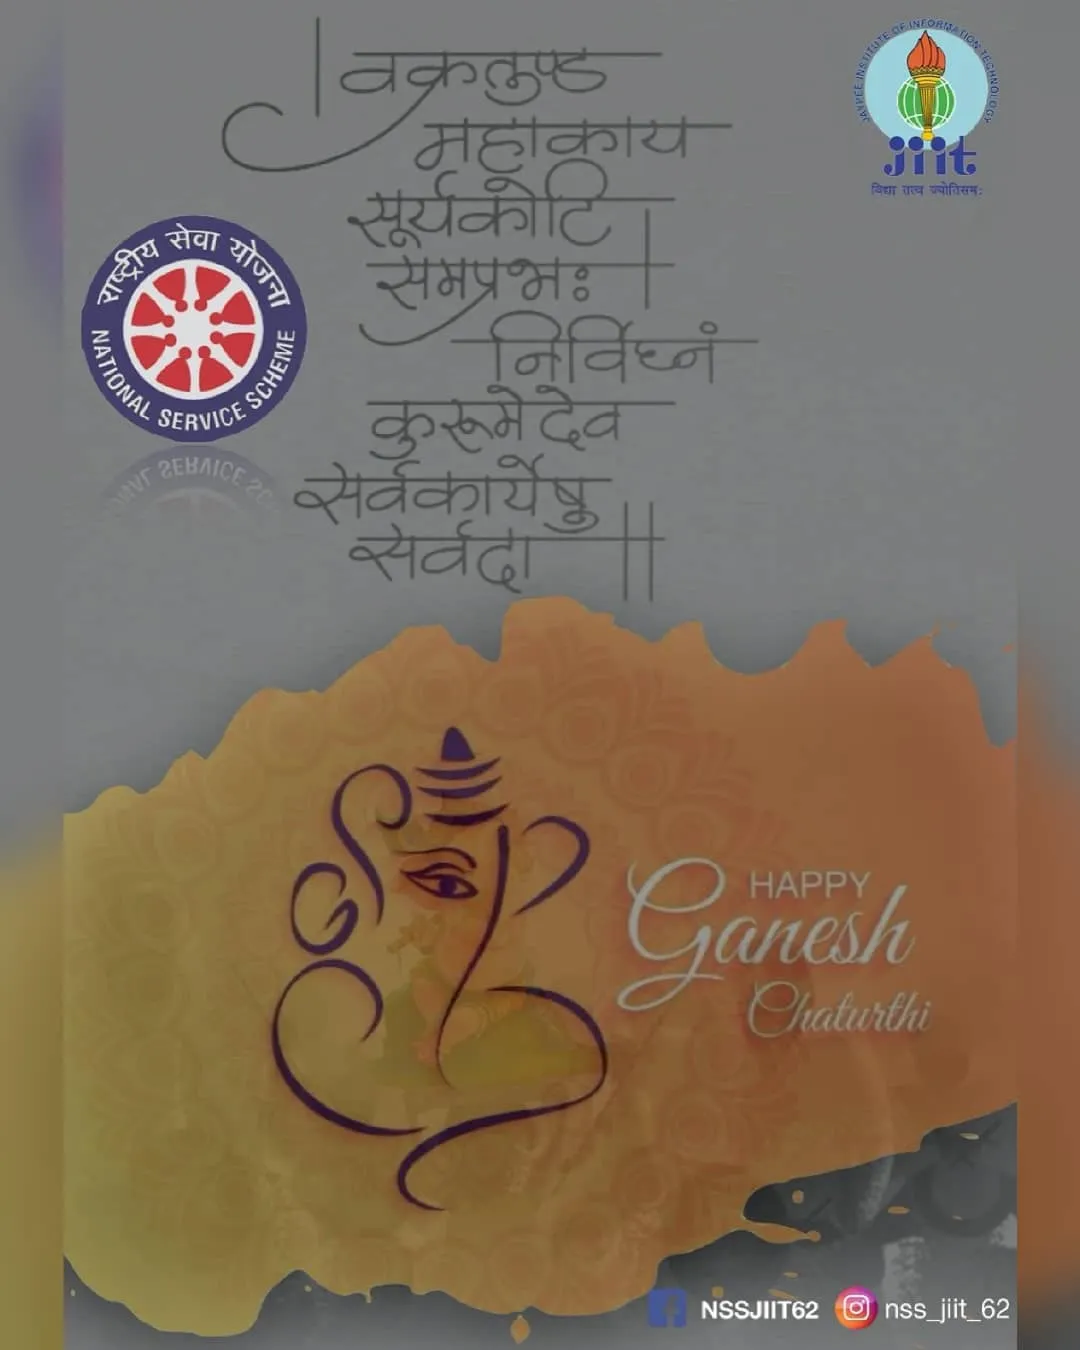 ।वक्रतुण्ड
महाकाय
सूर्यकोटि
समप्रभः।
निर्विघ्नं
कुरूमे देव
सर्वकार्येषु
सर्वदा ॥
JAYPEE INSTITUTE OF INFORMATION TECHNOLOGY
jiit
विद्या तत्व ज्योतिसमः
राष्ट्रीय सेवा योजना
NATIONAL SERVICE SCHEME
HAPPY
Ganesh
Chaturthi
NSSJIIT62 nss_jiit_62